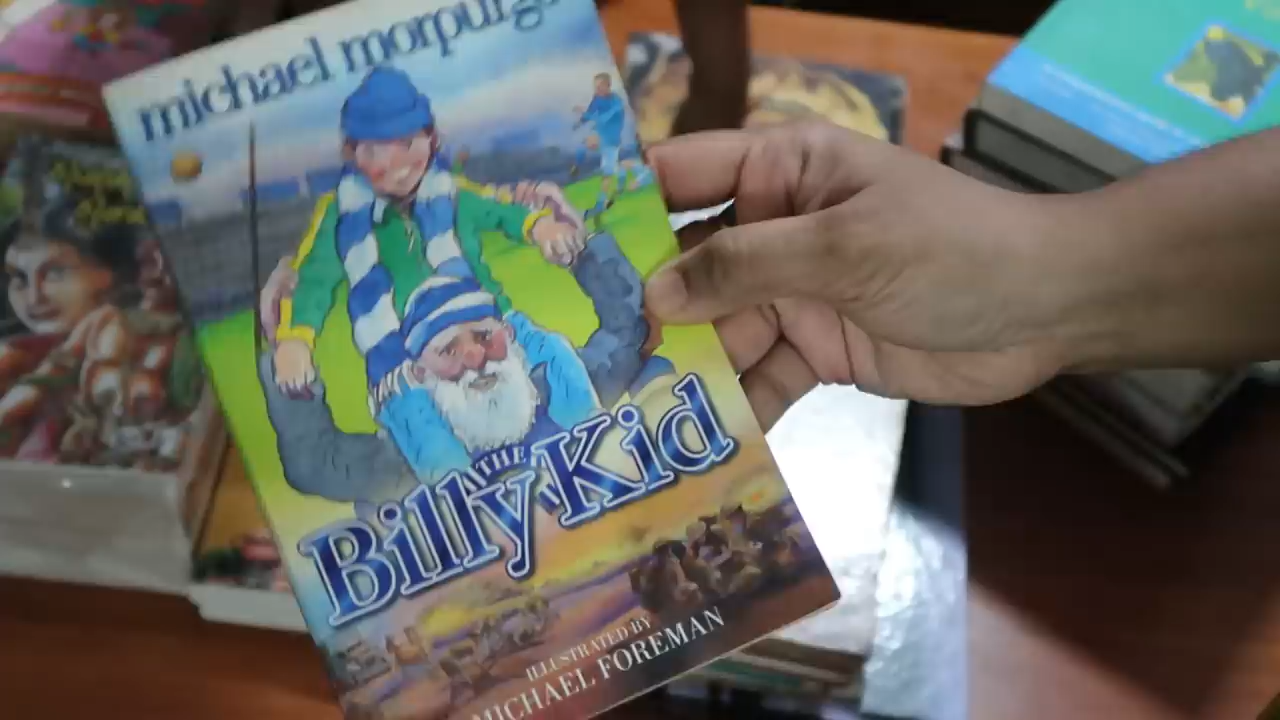 michael morpurg
Billy THE Kid
ILLUSTRATED BY
MICHAEL FOREMAN